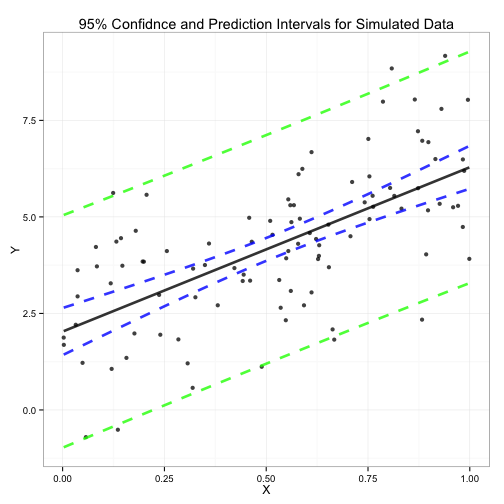 95% Confidnce and Prediction Intervals for Simulated Data
7.5
5.0
2.5
0.0
Y
0.00 0.25 0.50 0.75 1.00
X